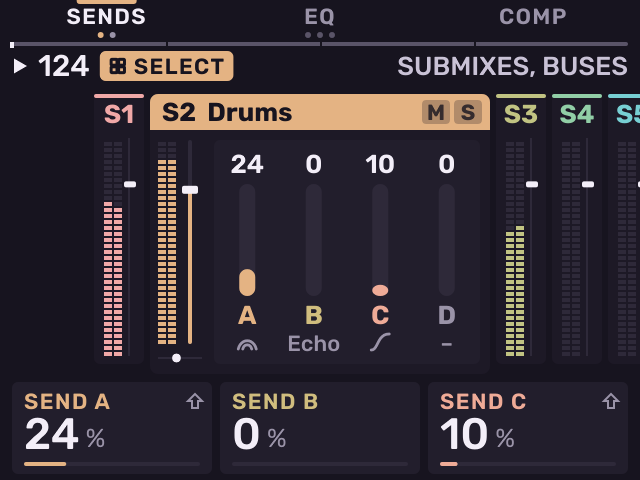 SENDS EQ COMP
124 SELECT SUBMIXES, BUSES
S1 S2 Drums M S S3 S4 S5
24 0 10 0
A B C D
Echo -
SEND A SEND B SEND C
24 % 0 % 10 %